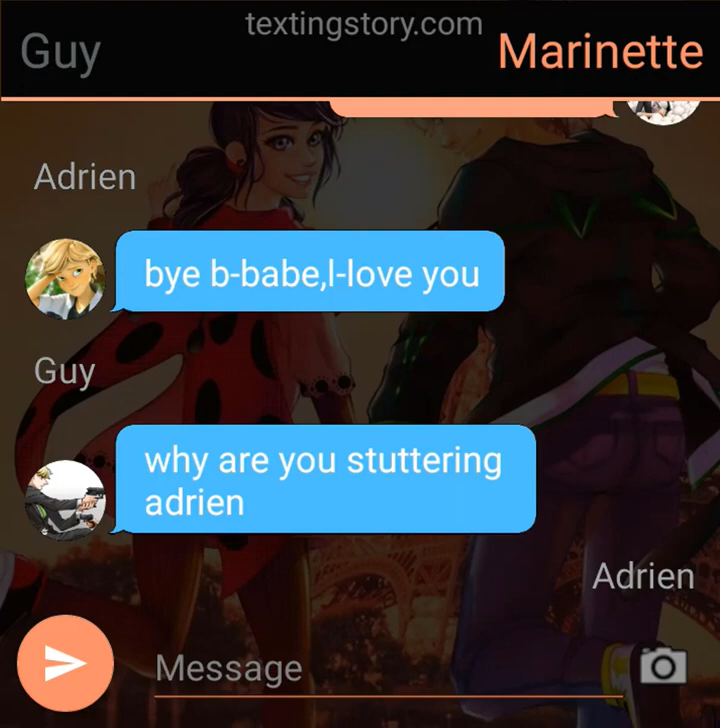 textingstory.com
Guy
Marinette
Adrien
bye b-babe,I-love you
Guy
why are you stuttering
adrien
Adrien
Message